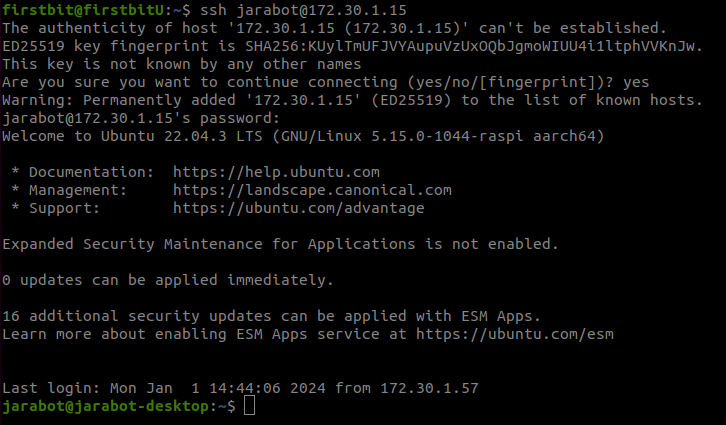 firstbit@firstbitU:~$ ssh jarabot@172.30.1.15
The authenticity of host '172.30.1.15 (172.30.1.15)' can't be established.
ED25519 key fingerprint is SHA256:KUylTmUFJVYAupuVzUxOQbJgmoWIUU4i1ltphVVKnJw.
This key is not known by any other names
Are you sure you want to continue connecting (yes/no/[fingerprint])? yes
Warning: Permanently added '172.30.1.15' (ED25519) to the list of known hosts.
jarabot@172.30.1.15's password:
Welcome to Ubuntu 22.04.3 LTS (GNU/Linux 5.15.0-1044-raspi aarch64)

 * Documentation:  https://help.ubuntu.com
 * Management:     https://landscape.canonical.com
 * Support:        https://ubuntu.com/advantage

Expanded Security Maintenance for Applications is not enabled.

0 updates can be applied immediately.

16 additional security updates can be applied with ESM Apps.
Learn more about enabling ESM Apps service at https://ubuntu.com/esm


Last login: Mon Jan  1 14:44:06 2024 from 172.30.1.57
jarabot@jarabot-desktop:~$